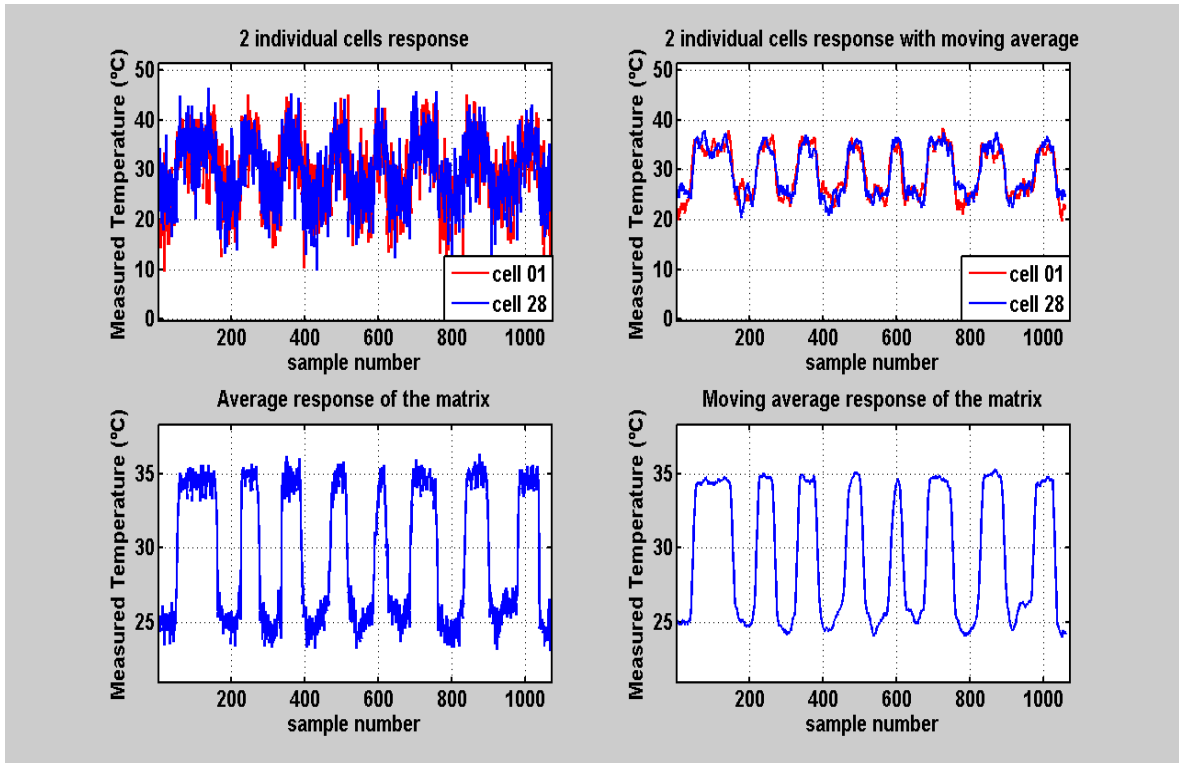 2 individual cells response
Measured Temperature (ºC)
50
40
30
20
10
0
cell 01
cell 28
200 400 600 800 1000
sample number
2 individual cells response with moving average
Measured Temperature (ºC)
50
40
30
20
10
0
cell 01
cell 28
200 400 600 800 1000
sample number
Average response of the matrix
Measured Temperature (ºC)
35
30
25
200 400 600 800 1000
sample number
Moving average response of the matrix
Measured Temperature (ºC)
35
30
25
200 400 600 800 1000
sample number